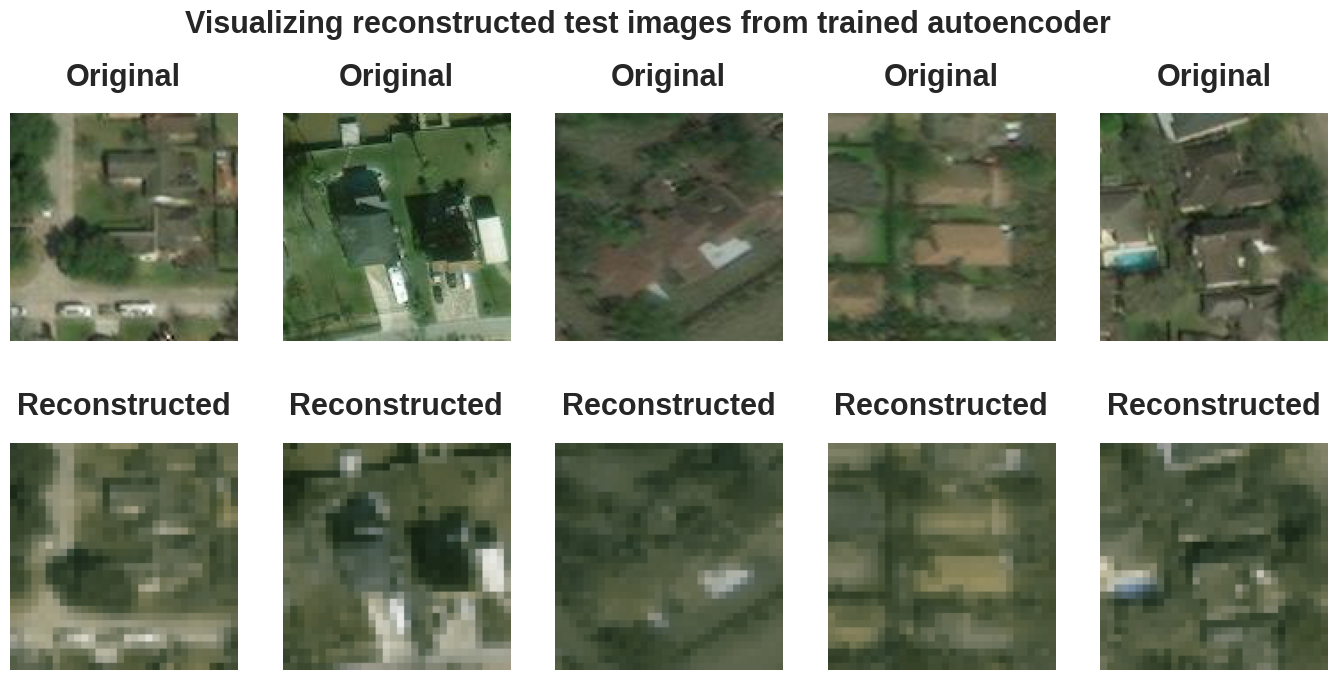 Visualizing reconstructed test images from trained autoencoder
Original Original Original Original Original
Reconstructed Reconstructed Reconstructed Reconstructed Reconstructed